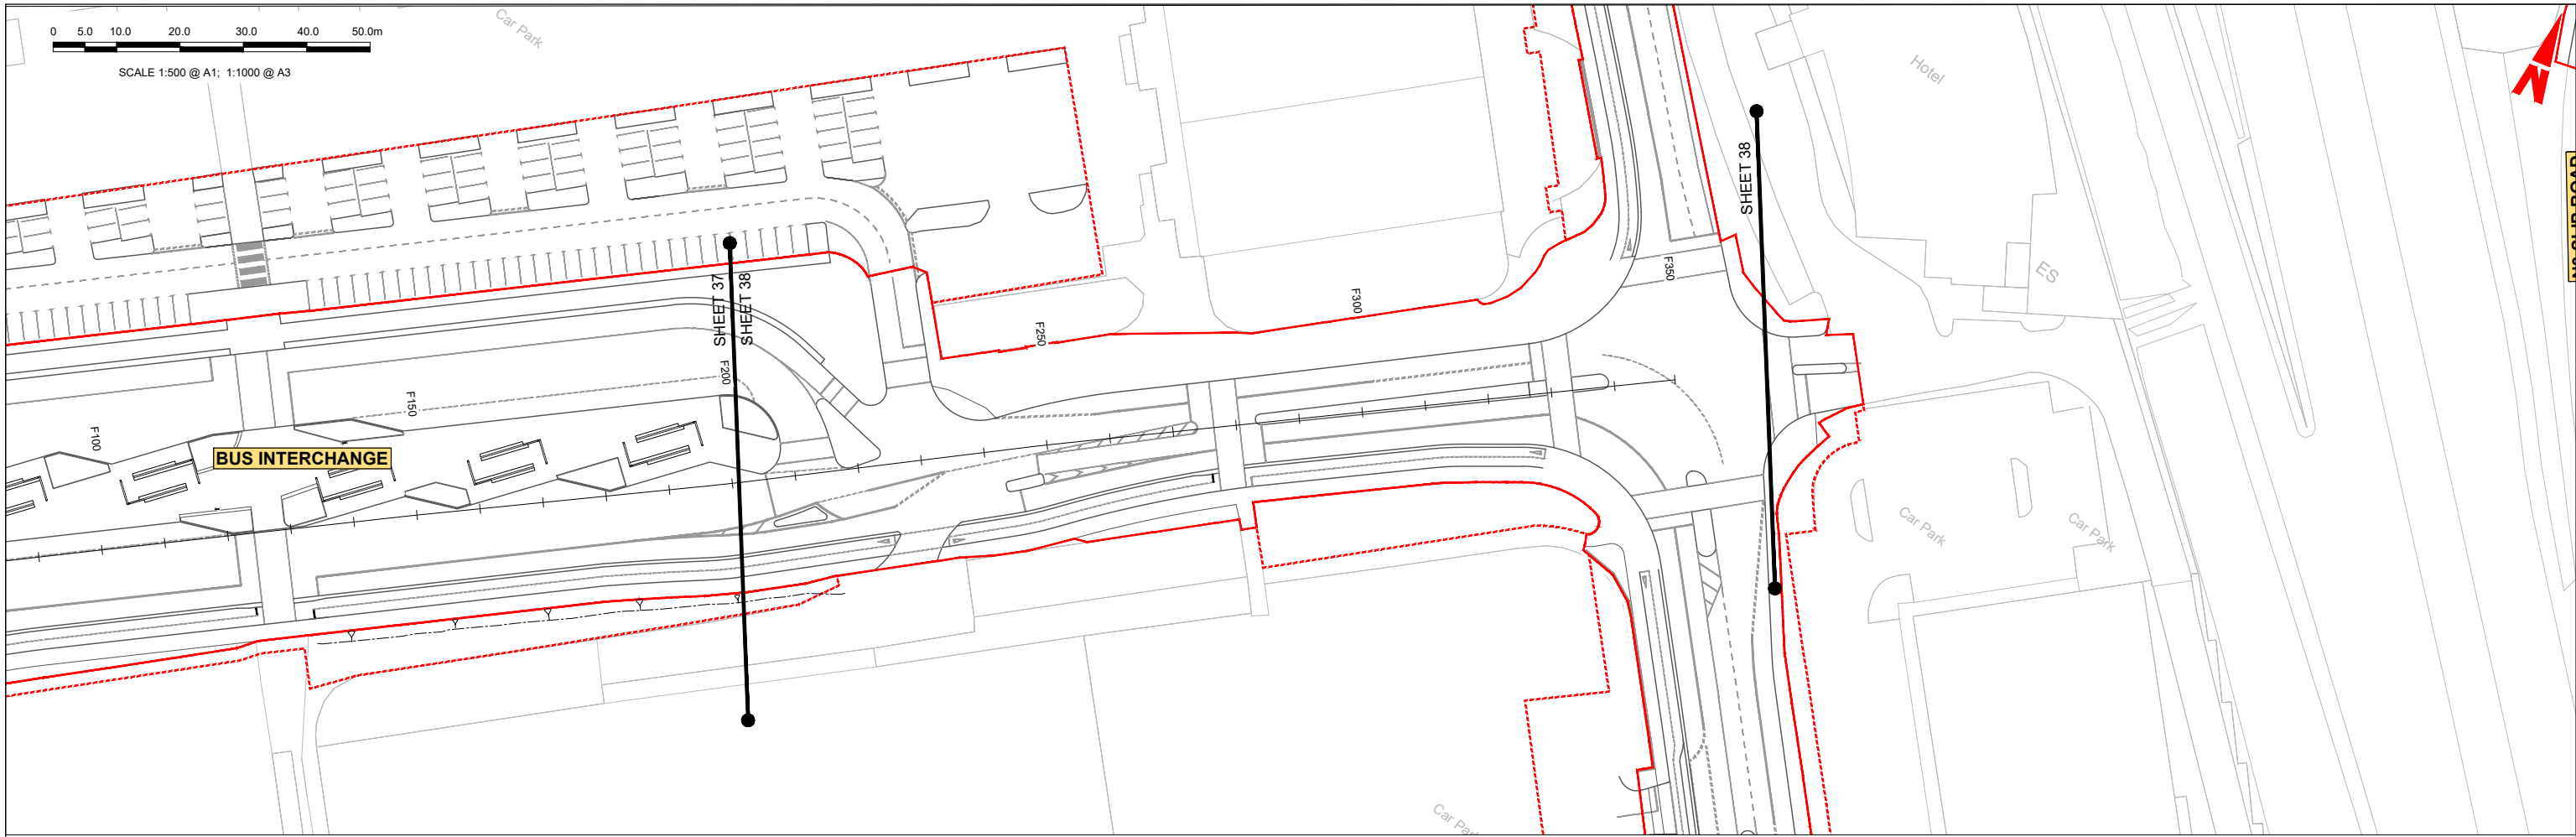 Car Park
0 5.0 10.0 20.0 30.0 40.0 50.0m
SCALE 1:500 @ A1; 1:1000 @ A3
Hotel
N
SHEET 38
ES
SHEET 37
SHEET 38
F350
F300
F250
F200
F150
F100
BUS INTERCHANGE
Car Park
Car Park
Car Park